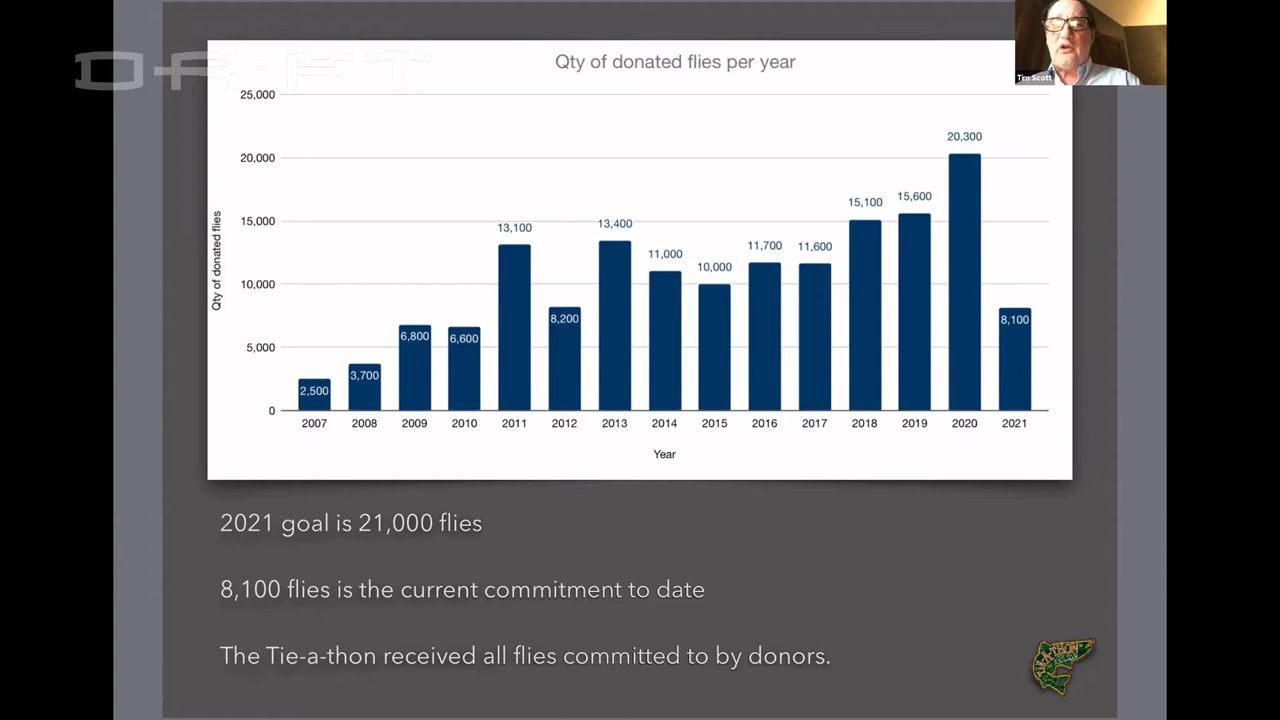 DRIFT
Qty of donated flies per year
Tim Scott
25,000
20,000
15,000
10,000
5,000
0
Qty of donated flies
2,500
3,700
6,800
6,600
13,100
8,200
13,400
11,000
10,000
11,700
11,600
15,100
15,600
20,300
8,100
2007 2008 2009 2010 2011 2012 2013 2014 2015 2016 2017 2018 2019 2020 2021
Year
2021 goal is 21,000 flies
8,100 flies is the current commitment to date
The Tie-a-thon received all flies committed to by donors.